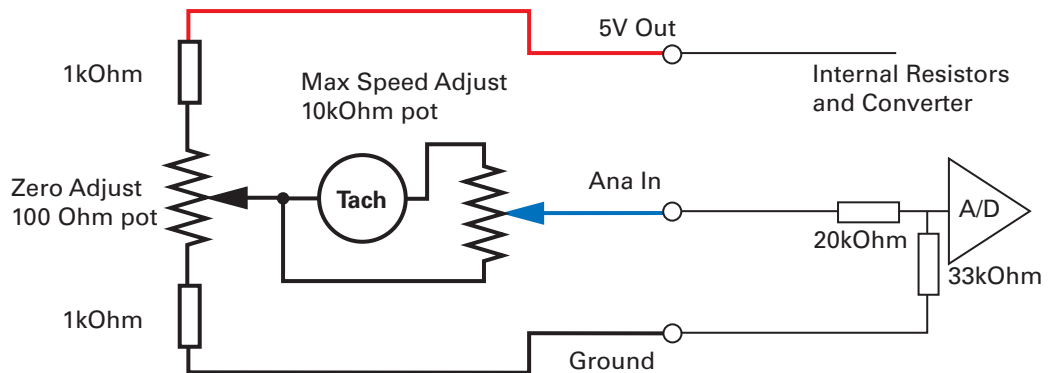 5V Out
1kOhm
Max Speed Adjust
10kOhm pot
Internal Resistors
and Converter
Zero Adjust
100 Ohm pot
Tach
Ana In
A/D
20kOhm
33kOhm
1kOhm
Ground